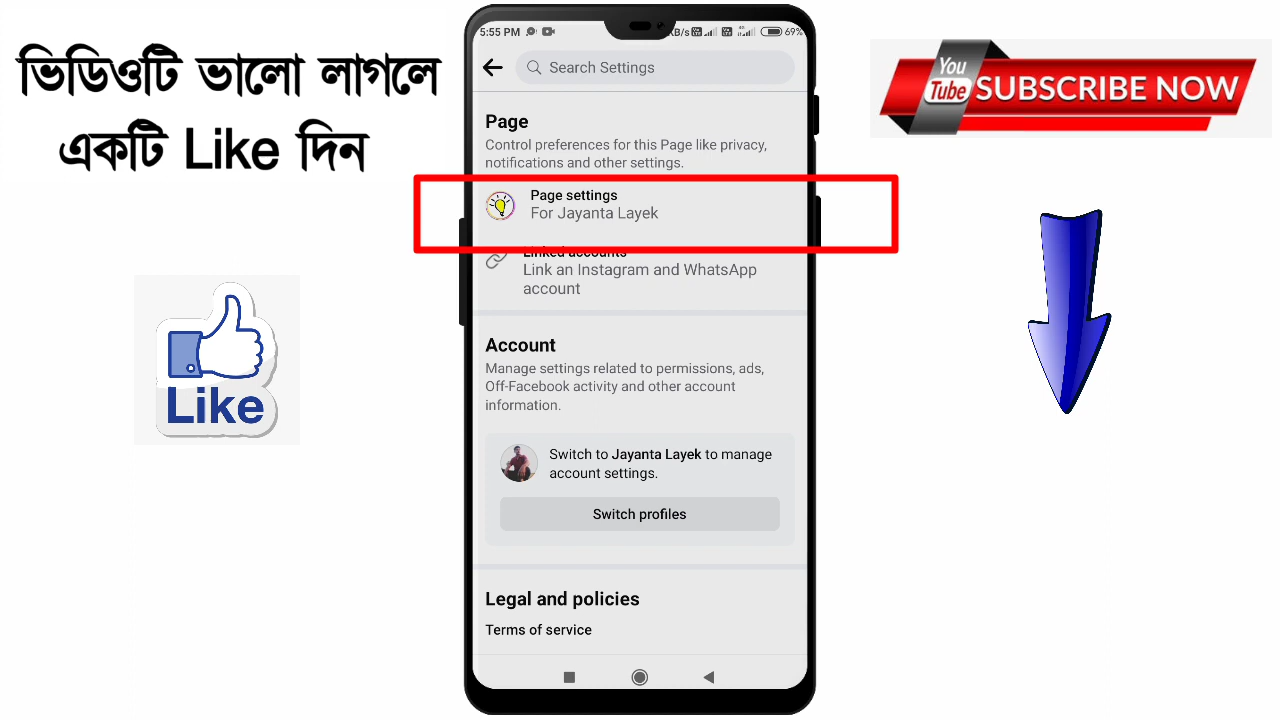 ভিডিওটি ভালো লাগলে
একটি Like দিন
Like
You
Tube
SUBSCRIBE NOW
5:55 PM
KB/s
69%
Search Settings
Page
Control preferences for this Page like privacy,
notifications and other settings.
Page settings
For Jayanta Layek
Linked accounts
Link an Instagram and WhatsApp
account
Account
Manage settings related to permissions, ads,
Off-Facebook activity and other account
information.
Switch to Jayanta Layek to manage
account settings.
Switch profiles
Legal and policies
Terms of service